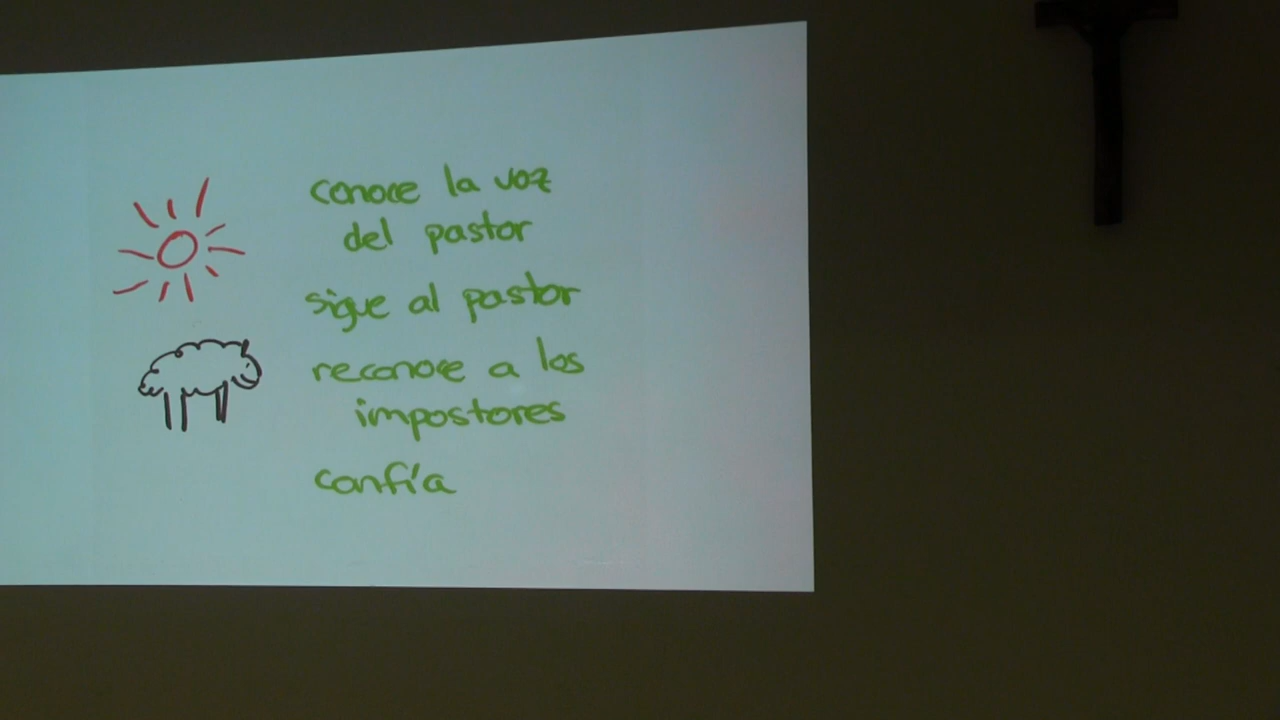 conoce la voz
del pastor
sigue al pastor
reconoce a los
impostores
confía